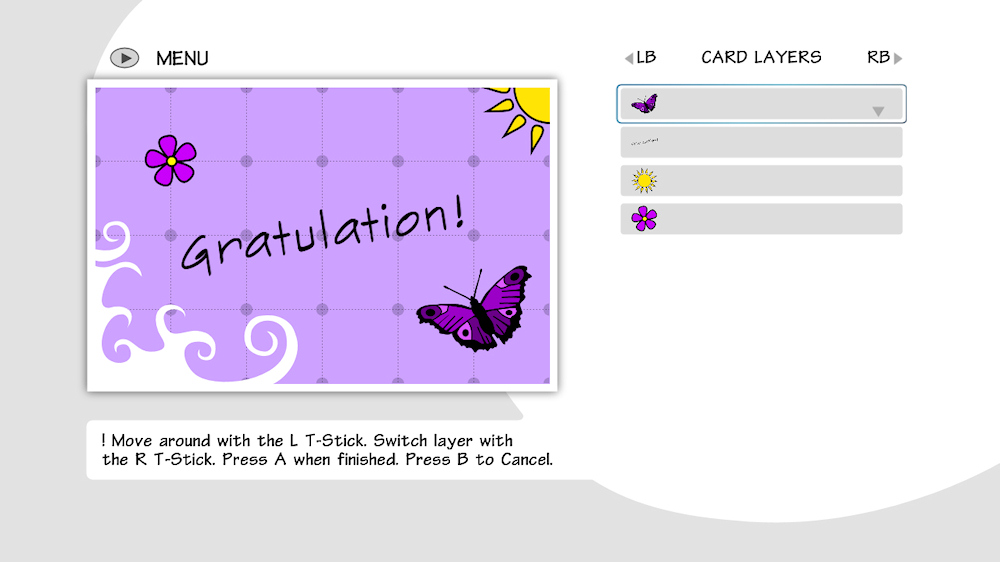 MENU
LB CARD LAYERS RB
Gratulation!
! Move around with the L T-Stick. Switch layer with
the R T-Stick. Press A when finished. Press B to Cancel.